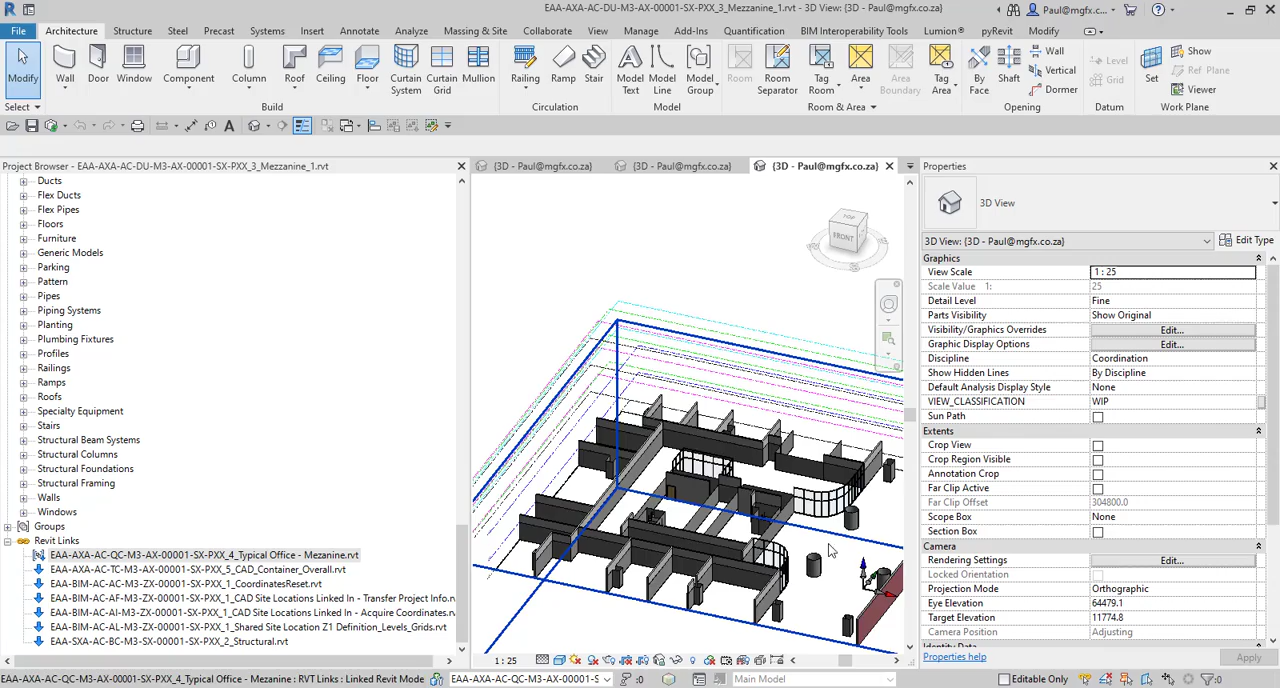 EAA-AXA-AC-DU-M3-AX-00001-SX-PXX_3_Mezzanine_1.rvt - 3D View: {3D - Paul@mgfx.co.za}
Paul@mgfx.c...
File Architecture Structure Steel Precast Systems Insert Annotate Analyze Massing & Site Collaborate View Manage Add-Ins Quantification BIM Interoperability Tools Lumion® pyRevit Modify
Modify
Wall Door Window Component Column Roof Ceiling Floor Curtain System Curtain Grid Mullion
Railing Ramp Stair
Model Text Model Line Model Group
Room Room Separator Tag Room Area Area Boundary Tag Area
By Face Shaft Wall Vertical Dormer
Level Grid
Set Show Ref Plane Viewer
Select Build Circulation Model Room & Area Opening Datum Work Plane
Project Browser - EAA-AXA-AC-DU-M3-AX-00001-SX-PXX_3_Mezzanine_1.rvt
Ducts
Flex Ducts
Flex Pipes
Floors
Furniture
Generic Models
Parking
Pattern
Pipes
Piping Systems
Planting
Plumbing Fixtures
Profiles
Railings
Ramps
Roofs
Specialty Equipment
Stairs
Structural Beam Systems
Structural Columns
Structural Foundations
Structural Framing
Walls
Windows
Groups
Revit Links
EAA-AXA-AC-QC-M3-AX-00001-SX-PXX_4_Typical Office - Mezanine.rvt
EAA-AXA-AC-TC-M3-AX-00001-SX-PXX_3_CAD_Container_Overall.rvt
EAA-BIM-AC-AC-M3-ZX-00001-SX-PXX_1_CoordinatesReset.rvt
EAA-BIM-AC-AF-M3-ZX-00001-SX-PXX_1_Coordinations Linked In - Transfer Project Info.r
EAA-BIM-AC-AI-M3-ZX-00001-SX-PXX_1_CAD Site Locations Linked In - Acquire Coordinates.rv
EAA-BIM-AC-AL-M3-ZX-00001-SX-PXX_1_Shared Site Location Z1 Definition_Levels_Grids.rvt
EAA-SXA-AC-BC-M3-SX-00001-SX-PXX_2_Structural.rvt
{3D - Paul@mgfx.co.za} {3D - Paul@mgfx.co.za} {3D - Paul@mgfx.co.za}
TOP
FRONT
1 : 25
Properties
3D View
3D View: {3D - Paul@mgfx.co.za} Edit Type
Graphics
View Scale 1 : 25
Scale Value 1: 25
Detail Level Fine
Parts Visibility Show Original
Visibility/Graphics Overrides Edit...
Graphic Display Options Edit...
Discipline Coordination
Show Hidden Lines By Discipline
Default Analysis Display Style None
VIEW_CLASSIFICATION WIP
Sun Path
Extents
Crop View
Crop Region Visible
Annotation Crop
Far Clip Active
Far Clip Offset 304800.0
Scope Box None
Section Box
Camera
Rendering Settings Edit...
Locked Orientation
Projection Mode Orthographic
Eye Elevation 64479.1
Target Elevation 11774.8
Camera Position Adjusting
Identity Data
Properties help Apply
EAA-AXA-AC-QC-M3-AX-00001-SX-PXX_4_Typical Office - Mezanine : RVT Links : Linked Revit Mode
EAA-AXA-AC-QC-M3-AX-00001-S :0 Main Model Editable Only :0